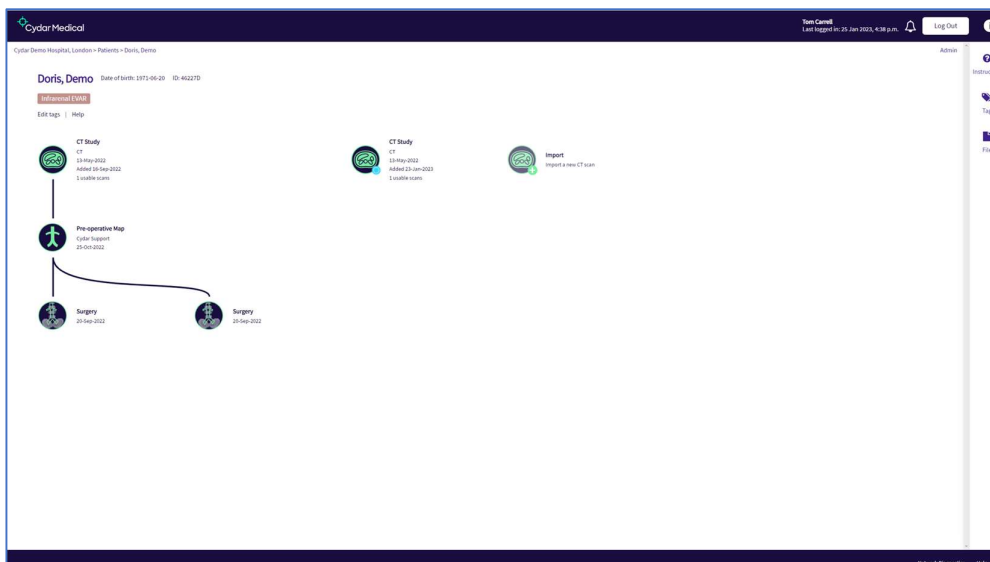 Cydar Medical
Tom Carrell
Last logged in: 25 Jan 2023, 4:38 p.m.
Log Out
Cydar Demo Hospital, London > Patients > Doris, Demo
Admin
Doris, Demo Date of birth: 1971-06-20 ID: 46227D
Infrarenal EVAR
Edit tags | Help
CT Study
CT
13-May-2022
Added 16-Sep-2022
1 usable scans
CT Study
CT
13-May-2022
Added 23-Jan-2023
1 usable scans
Import
Import a new CT scan
Pre-operative Map
Cydar Support
25-Oct-2022
Surgery
20-Sep-2022
Surgery
29-Sep-2022